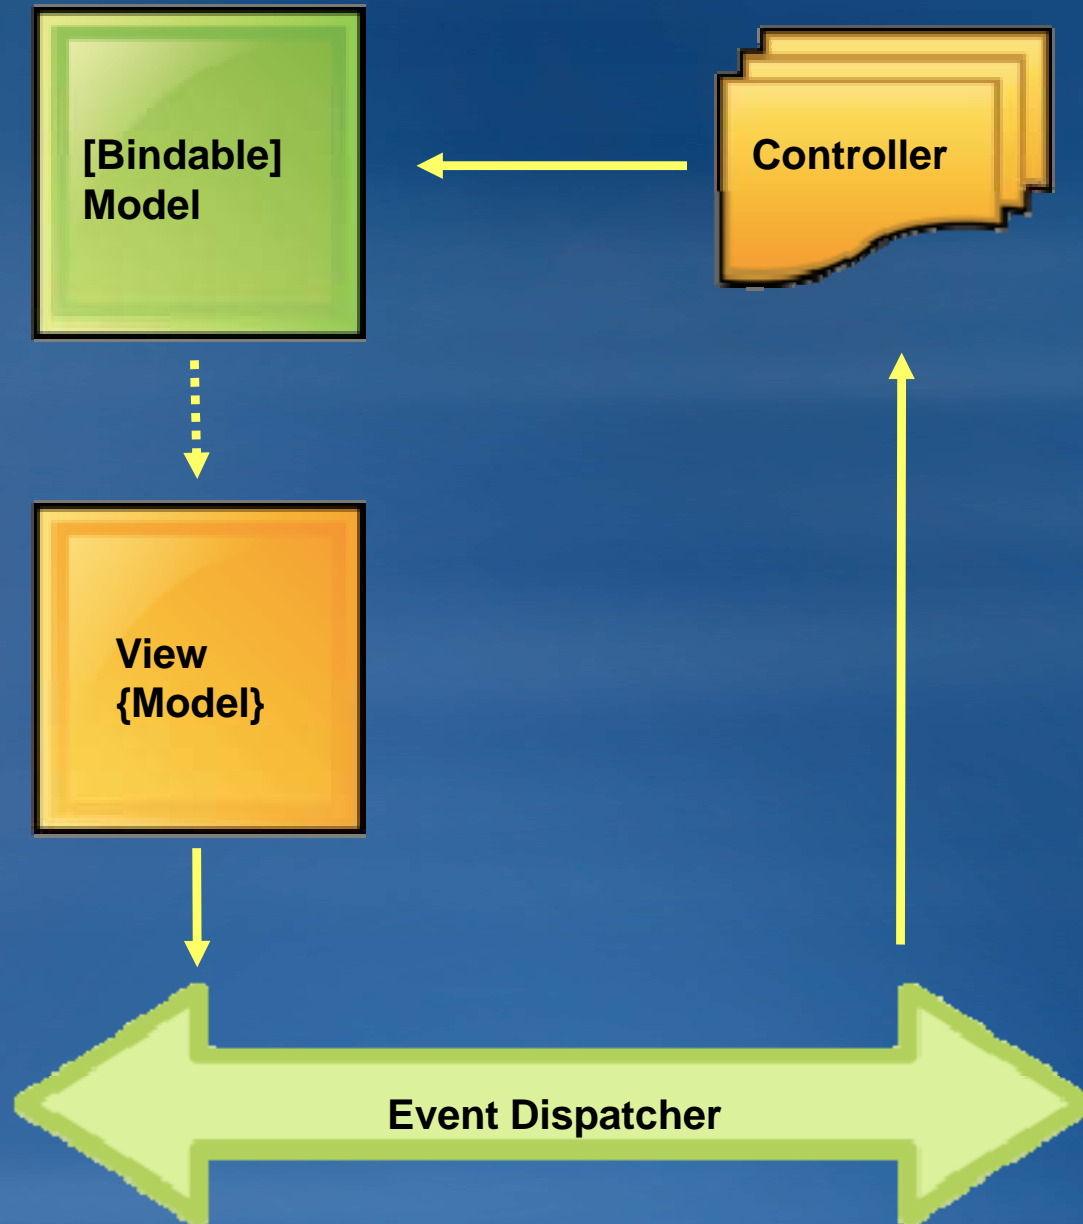 [Bindable]
Model
Controller
View
{Model}
Event Dispatcher